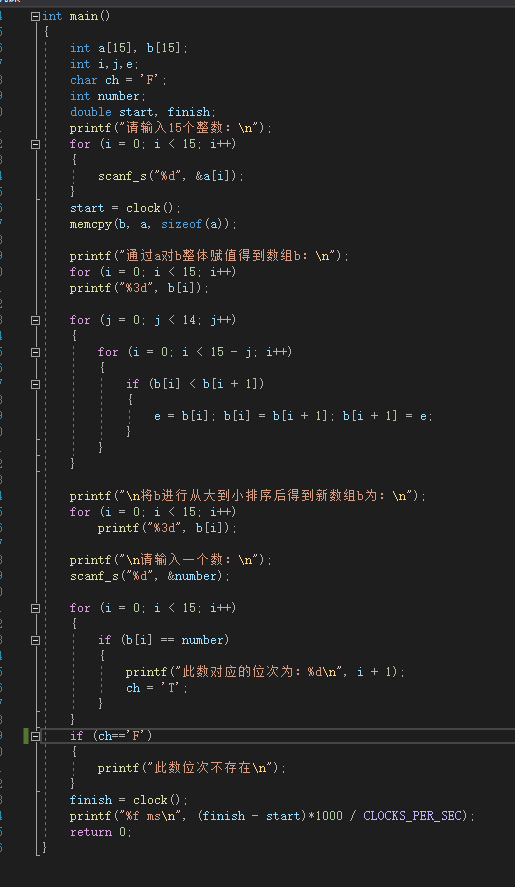 int main()
{
int a[15], b[15];
int i,j,e;
char ch = 'F';
int number;
double start, finish;
printf("请输入15个整数：\n");
for (i = 0; i < 15; i++)
{
scanf_s("%d", &a[i]);
}
start = clock();
memcpy(b, a, sizeof(a));
printf("通过a对b整体赋值得到数组b：\n");
for (i = 0; i < 15; i++)
printf("%3d", b[i]);
for (j = 0; j < 14; j++)
{
for (i = 0; i < 15 - j; i++)
{
if (b[i] < b[i + 1])
{
e = b[i]; b[i] = b[i + 1]; b[i + 1] = e;
}
}
}
printf("\n将b进行从大到小排序后得到新数组b为：\n");
for (i = 0; i < 15; i++)
printf("%3d", b[i]);
printf("\n请输入一个数：\n");
scanf_s("%d", &number);
for (i = 0; i < 15; i++)
{
if (b[i] == number)
{
printf("此数对应的位次为：%d\n", i + 1);
ch = 'T';
}
}
if (ch=='F')
{
printf("此数位次不存在\n");
}
finish = clock();
printf("%f ms\n", (finish - start)*1000 / CLOCKS_PER_SEC);
return 0;
}